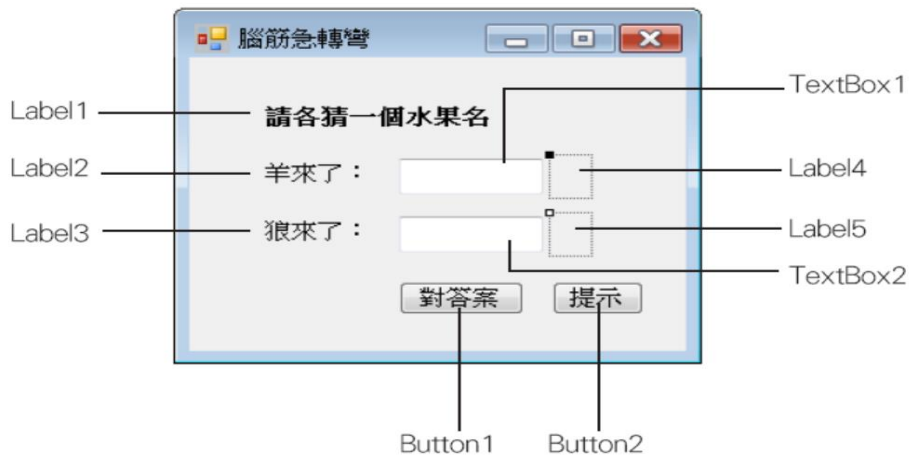 腦筋急轉彎
TextBox1
Label1
請各猜一個水果名
Label2
羊來了：
Label4
Label3
狼來了：
Label5
TextBox2
對答案
提示
Button1
Button2